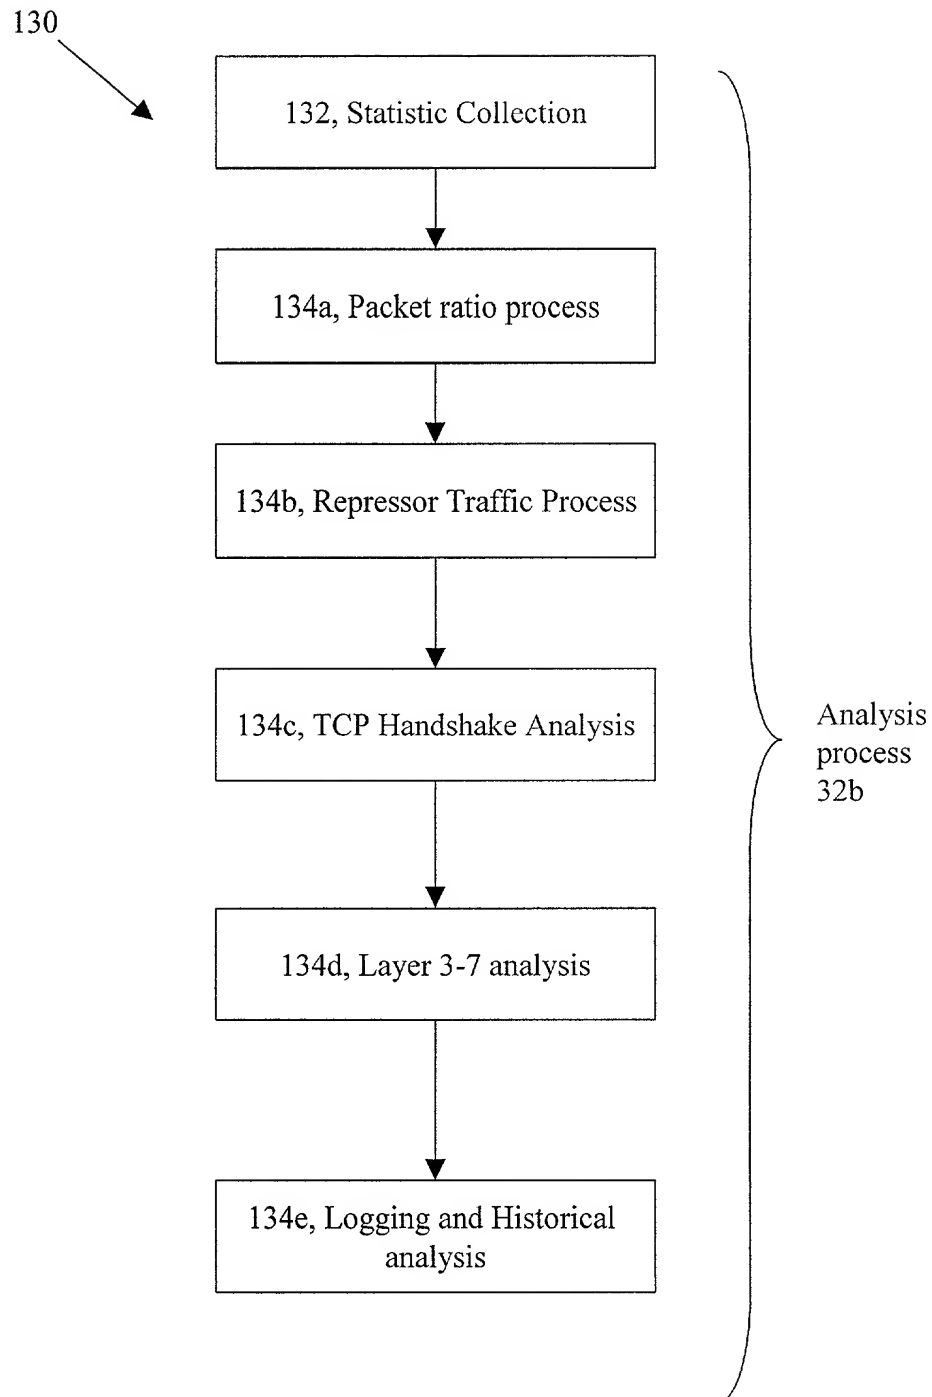 130
132, Statistic Collection
134a, Packet ratio process
134b, Repressor Traffic Process
134c, TCP Handshake Analysis
Analysis
process
32b
134d, Layer 3-7 analysis
134e, Logging and Historical
analysis